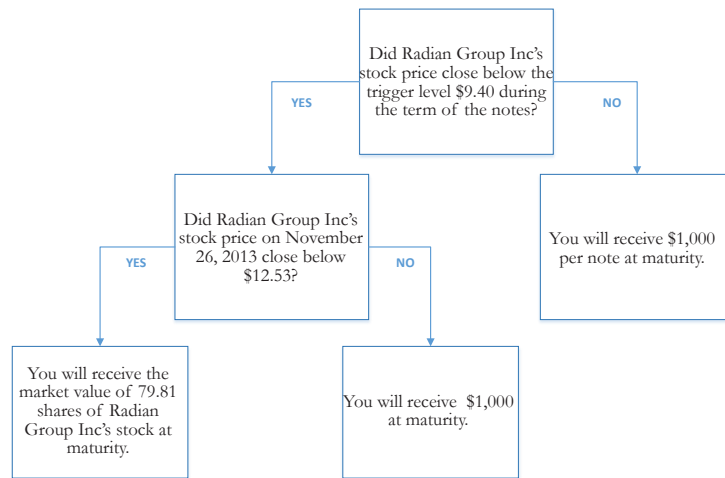 Did Radian Group Inc's
stock price close below the
trigger level $9.40 during
the term of the notes?
YES
NO
Did Radian Group Inc's
stock price on November
26, 2013 close below
$12.53?
You will receive $1,000
per note at maturity.
YES
NO
You will receive the
market value of 79.81
shares of Radian
Group Inc's stock at
maturity.
You will receive $1,000
at maturity.